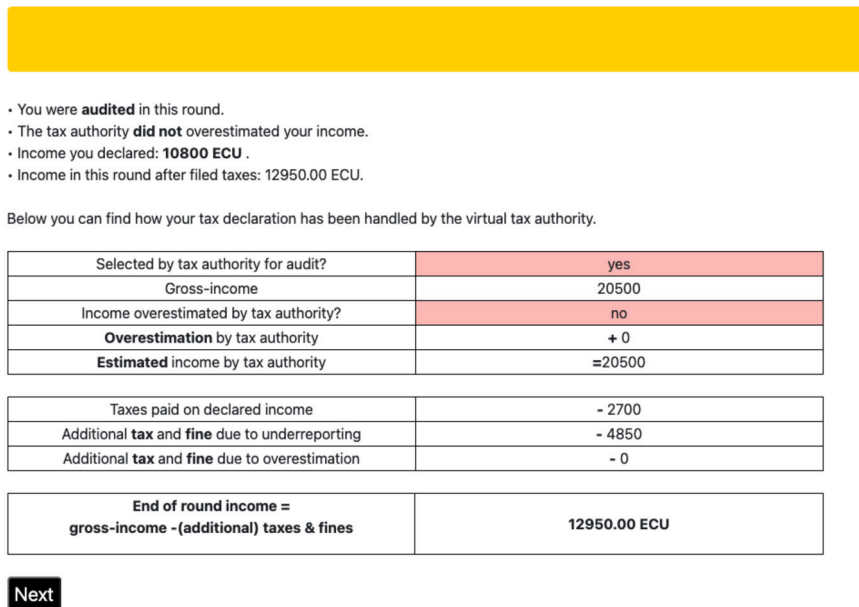 • You were audited in this round.
• The tax authority did not overestimated your income.
• Income you declared: 10800 ECU .
• Income in this round after filed taxes: 12950.00 ECU.
Below you can find how your tax declaration has been handled by the virtual tax authority.
Selected by tax authority for audit? yes
Gross-income 20500
Income overestimated by tax authority? no
Overestimation by tax authority + 0
Estimated income by tax authority =20500
Taxes paid on declared income - 2700
Additional tax and fine due to underreporting - 4850
Additional tax and fine due to overestimation - 0
End of round income =
gross-income -(additional) taxes & fines 12950.00 ECU
Next